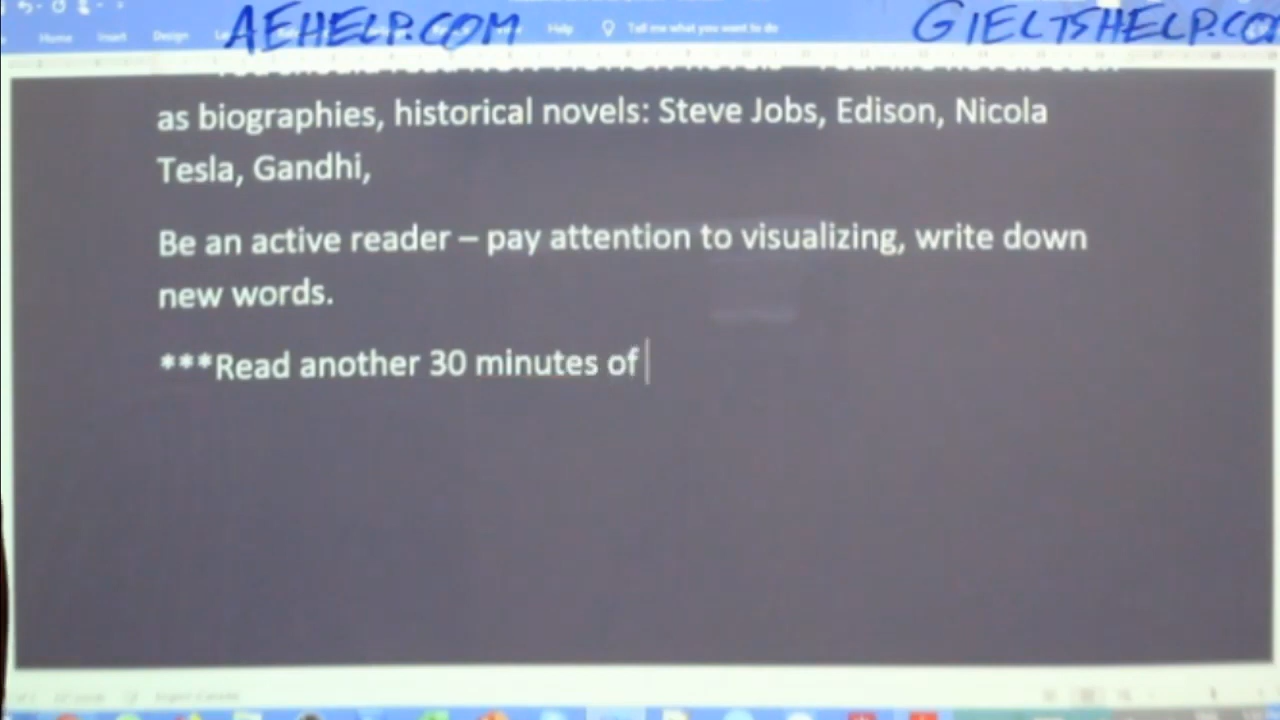 AEHELP.COM
GIELTSHELP.CO
Home Insert Design Help Tell me what you want to do
as biographies, historical novels: Steve Jobs, Edison, Nicola
Tesla, Gandhi,
Be an active reader – pay attention to visualizing, write down
new words.
***Read another 30 minutes of